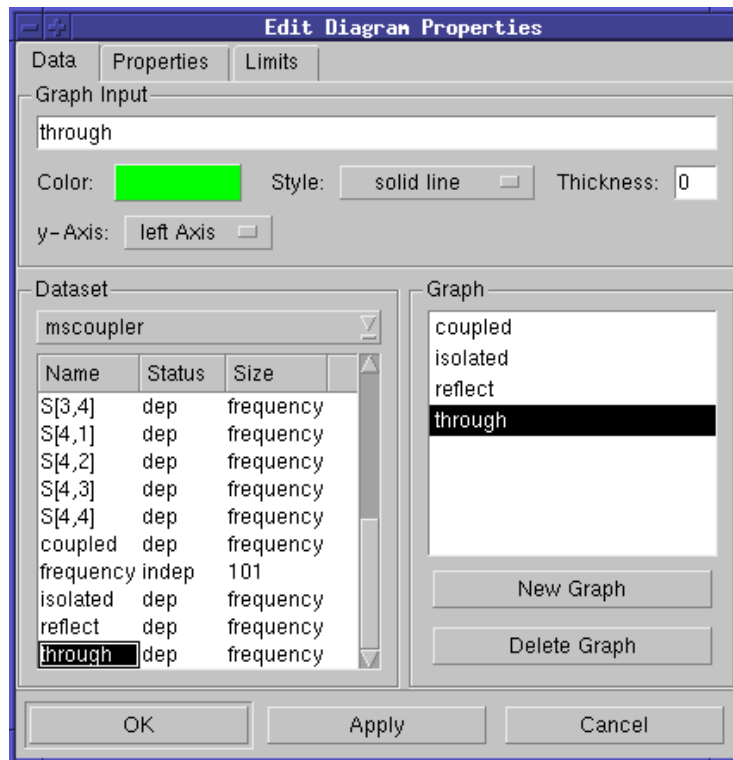 Edit Diagram Properties
Data Properties Limits
Graph Input
through
Color: Style: solid line Thickness: 0
y-Axis: left Axis
Dataset
mscoupler
Name Status Size
S[3,4] dep frequency
S[4,1] dep frequency
S[4,2] dep frequency
S[4,3] dep frequency
S[4,4] dep frequency
coupled dep frequency
frequency indep 101
isolated dep frequency
reflect dep frequency
through dep frequency
Graph
coupled
isolated
reflect
through
New Graph
Delete Graph
OK Apply Cancel